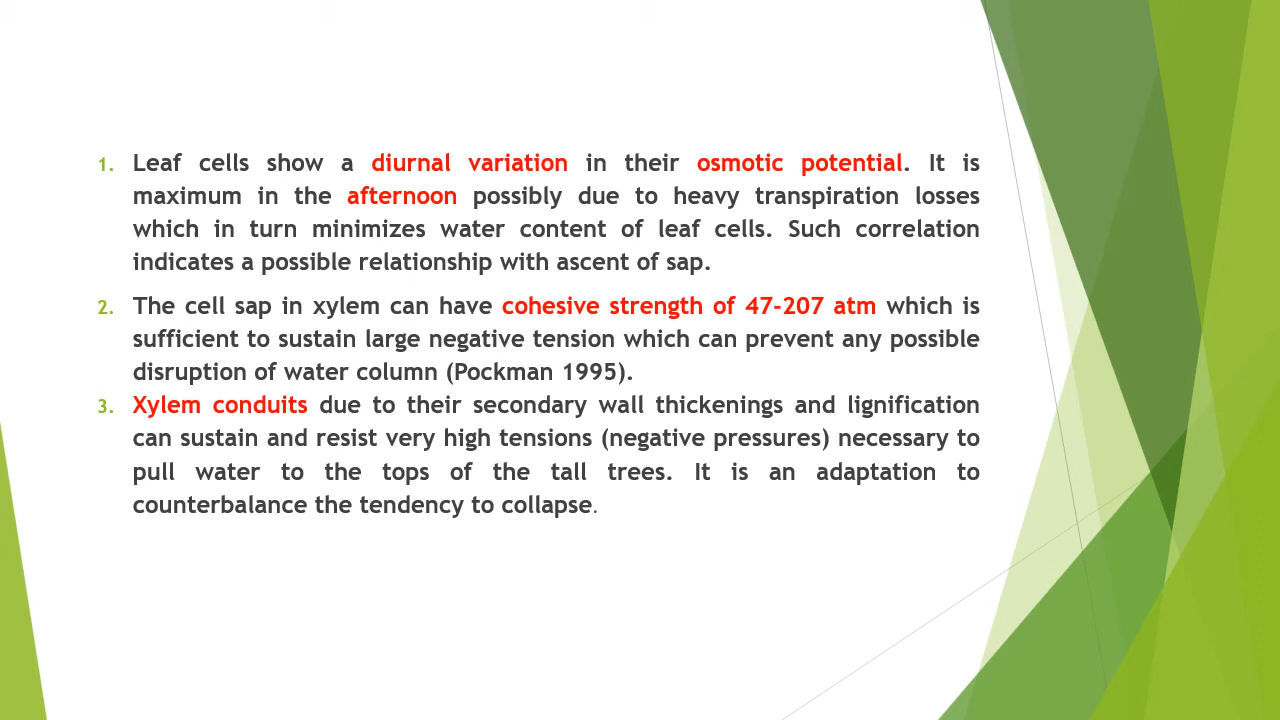 1. Leaf cells show a diurnal variation in their osmotic potential. It is
maximum in the afternoon possibly due to heavy transpiration losses
which in turn minimizes water content of leaf cells. Such correlation
indicates a possible relationship with ascent of sap.
2. The cell sap in xylem can have cohesive strength of 47-207 atm which is
sufficient to sustain large negative tension which can prevent any possible
disruption of water column (Pockman 1995).
3. Xylem conduits due to their secondary wall thickenings and lignification
can sustain and resist very high tensions (negative pressures) necessary to
pull water to the tops of the tall trees. It is an adaptation to
counterbalance the tendency to collapse.